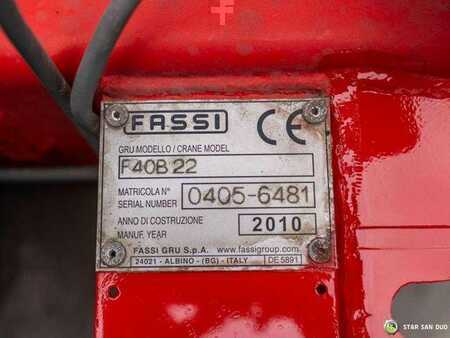 FASSI CE
GRU MODELLO / CRANE MODEL
F40B 22
MATRICOLA N°
SERIAL NUMBER 0405-6481
ANNO DI COSTRUZIONE
MANUF. YEAR 2010
FASSI GRU S.p.A. www.fassigroup.com
24021 - ALBINO - (BG) - ITALY DE 5891
STAR SAN DUO